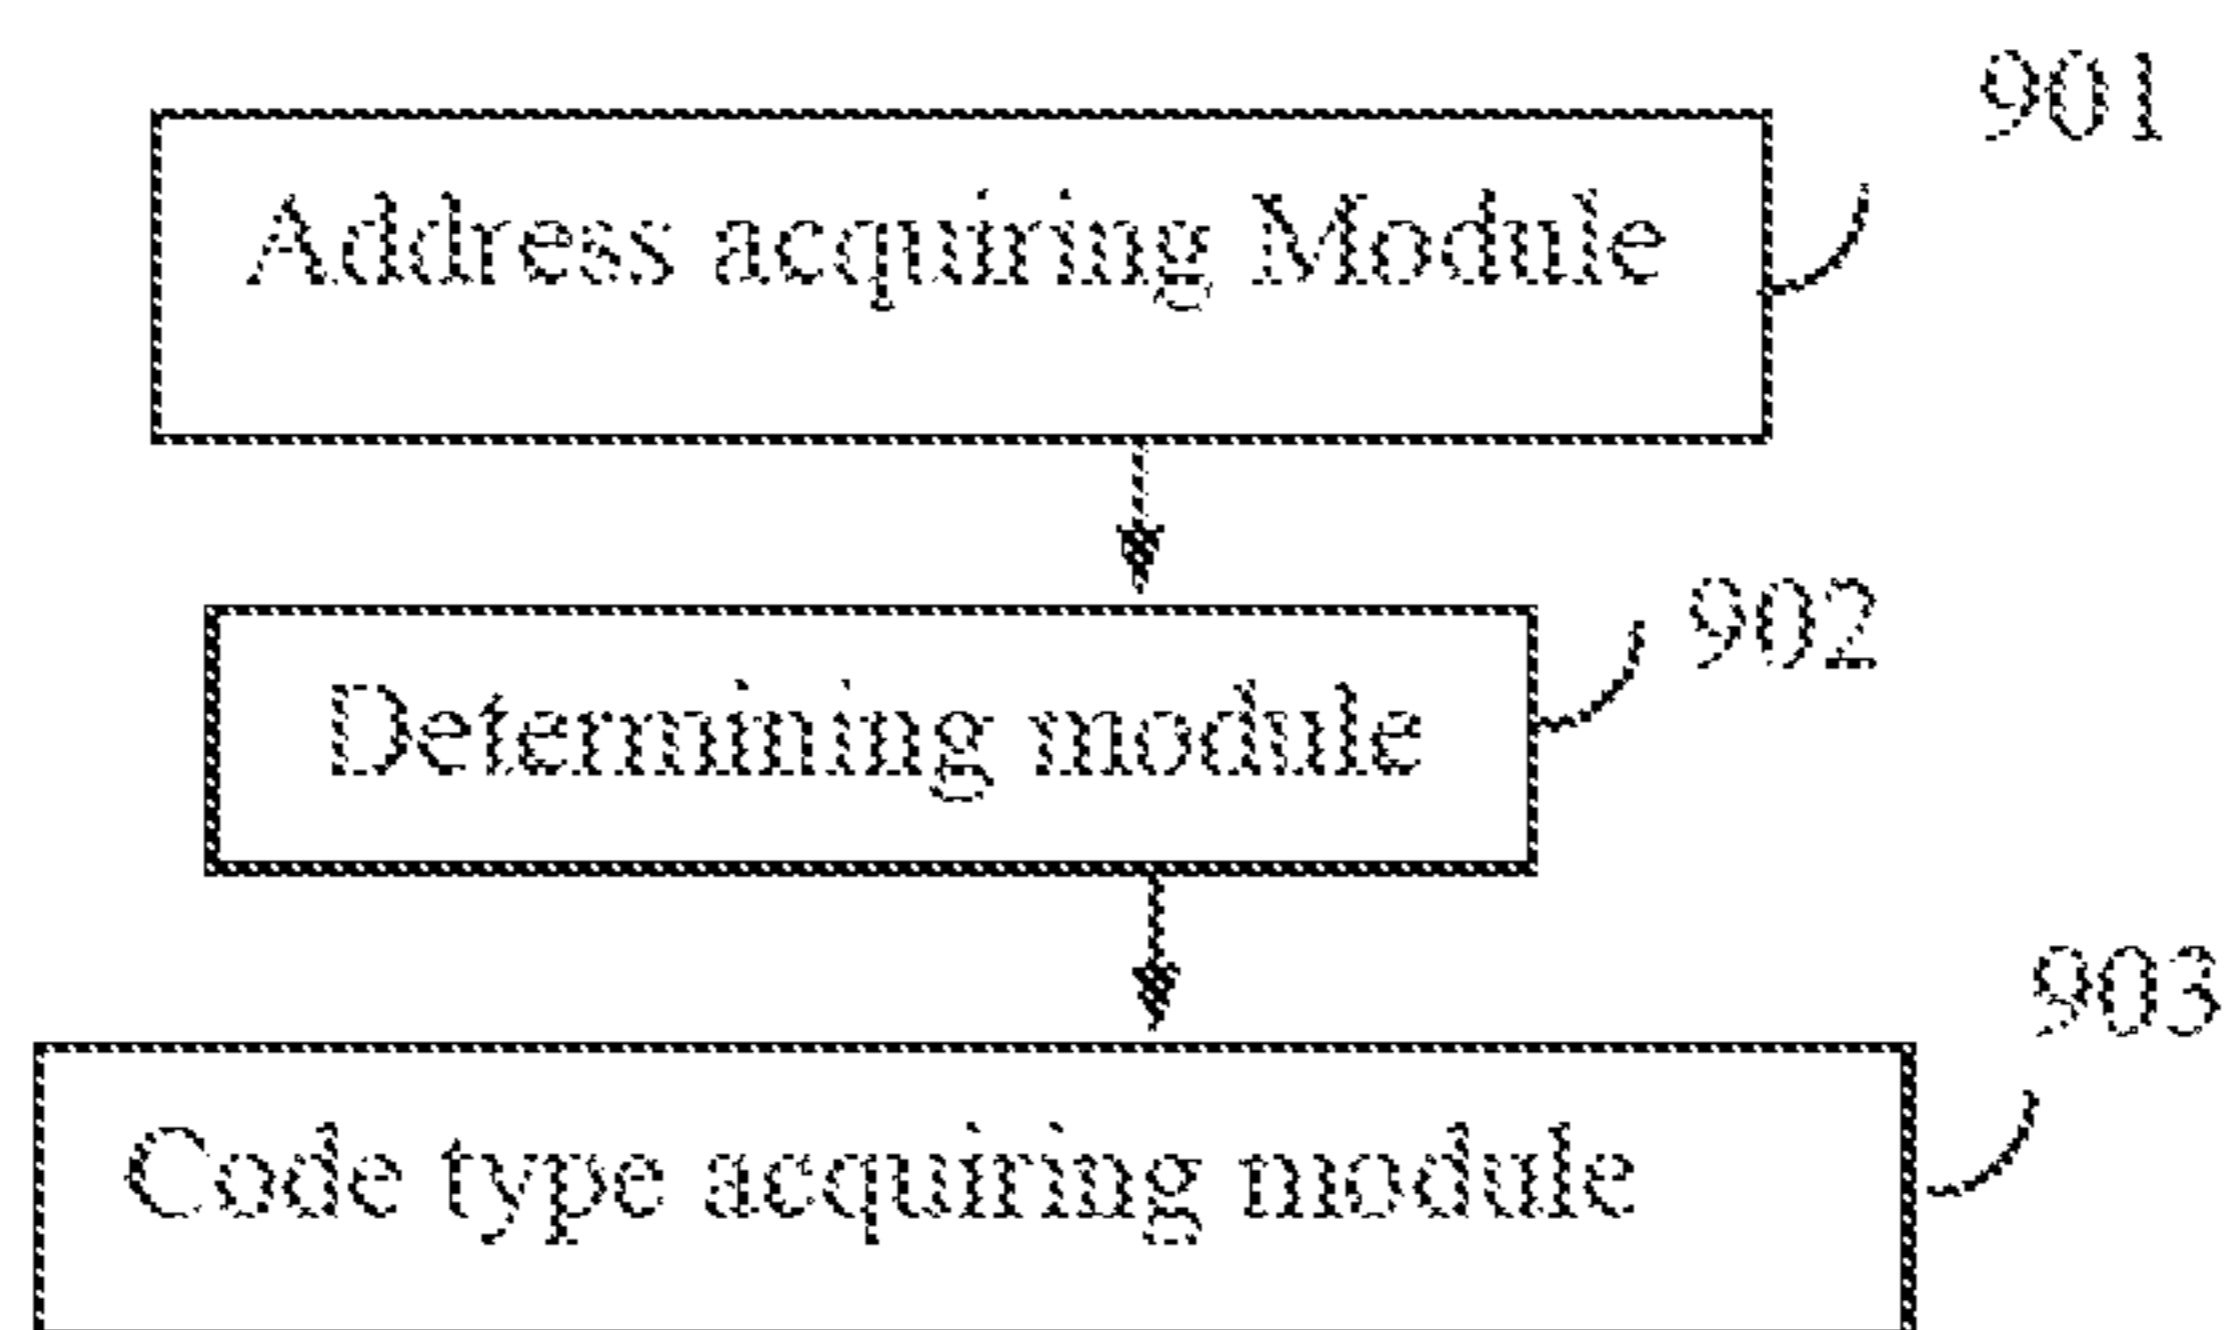 901
Address acquiring Module
902
Determining module
903
Code type acquiring module